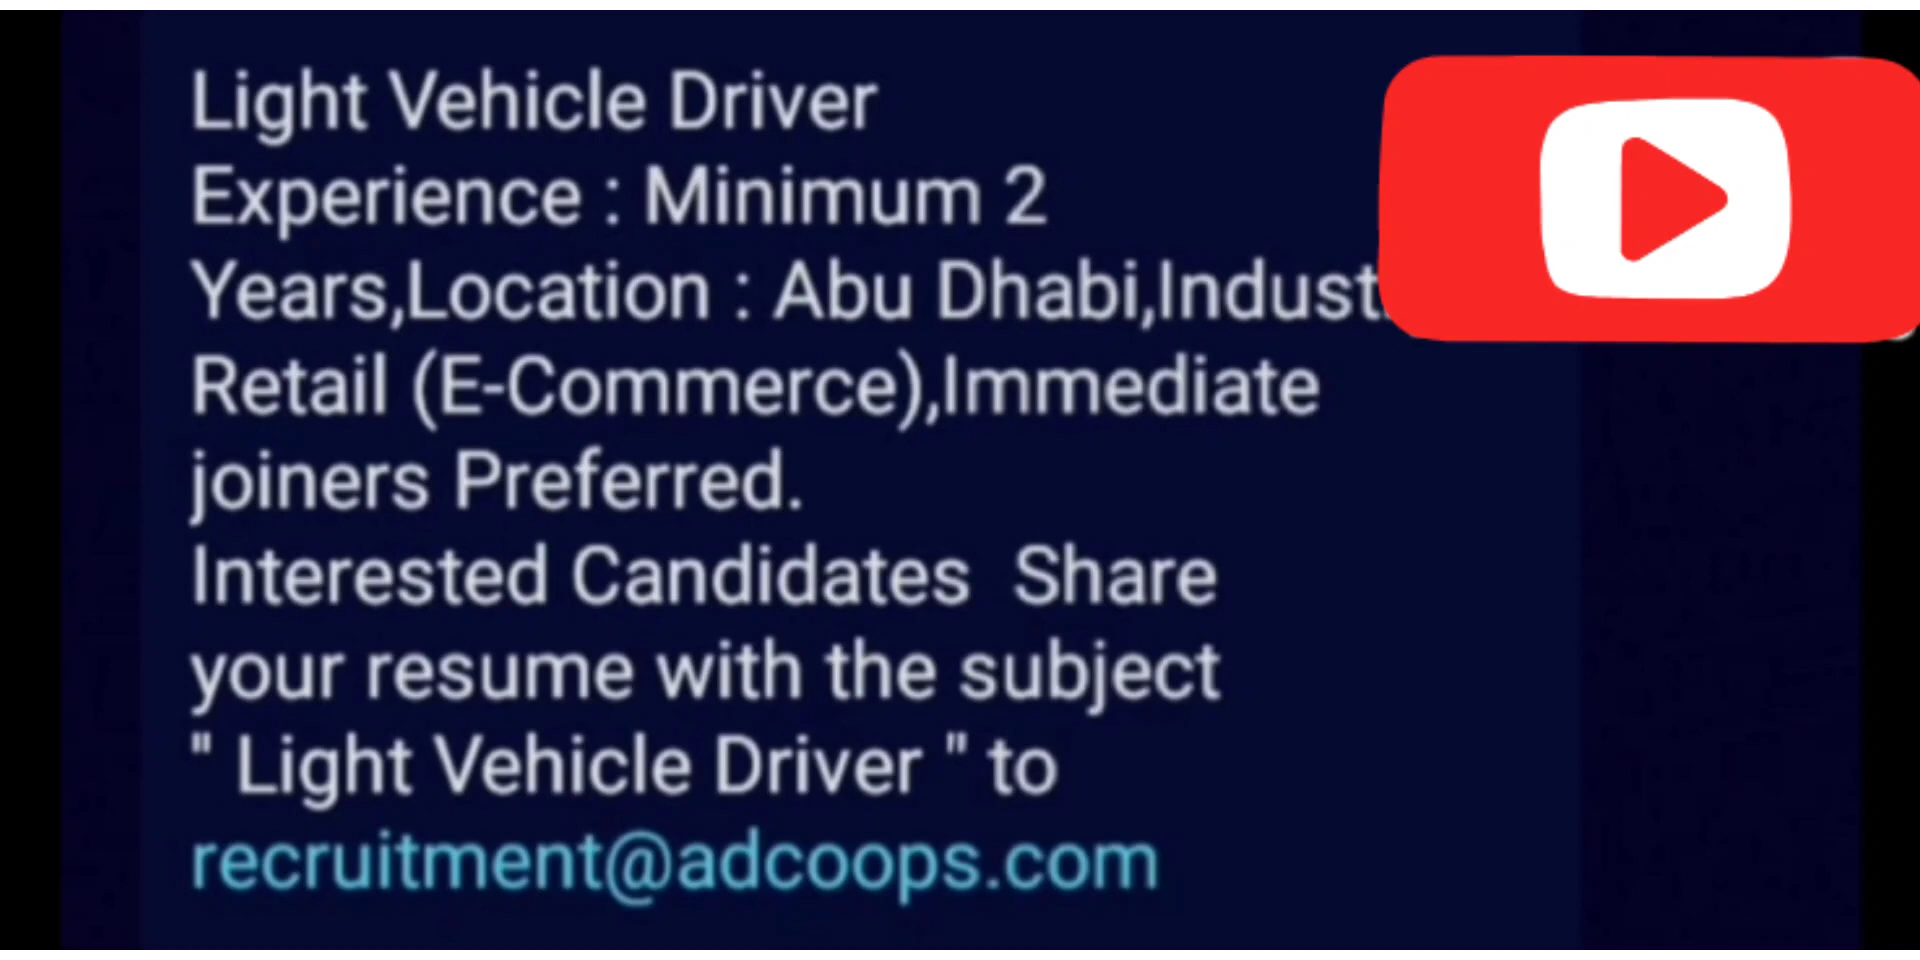 Light Vehicle Driver
Experience : Minimum 2
Years,Location : Abu Dhabi,
Retail (E-Commerce),Immediate
joiners Preferred.
Interested Candidates  Share
your resume with the subject
" Light Vehicle Driver " to
recruitment@adcoops.com